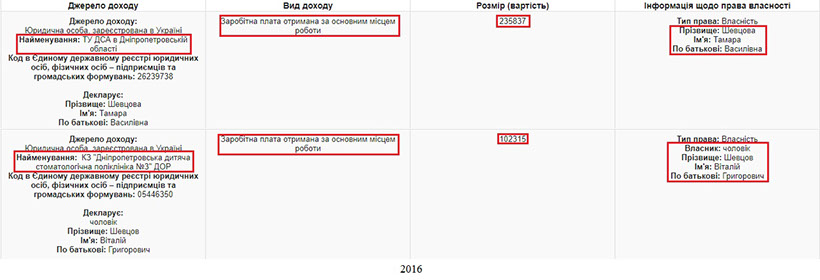 Джерело доходу Вид доходу Розмір (вартість) Інформація щодо права власності
Джерело доходу:
Юридична особа, зареєстрована в Україні
Найменування: ТУ ДСА в Дніпропетровській
області
Код в Єдиному державному реєстрі юридичних
осіб, фізичних осіб – підприємців та
громадських формувань: 26239738
Декларує:
Прізвище: Шевцова
Ім'я: Тамара
По батькові: Василівна
Заробітна плата отримана за основним місцем
роботи
235837
Тип права: Власність
Прізвище: Шевцова
Ім'я: Тамара
По батькові: Василівна
Джерело доходу:
Юридична особа, зареєстрована в Україні
Найменування: КЗ "Дніпропетровська дитяча
стоматологічна поліклініка №3" ДОР
Код в Єдиному державному реєстрі юридичних
осіб, фізичних осіб – підприємців та
громадських формувань: 05446350
Декларує:
чоловік
Прізвище: Шевцов
Ім'я: Віталій
По батькові: Григорович
Заробітна плата отримана за основним місцем
роботи
102315
Тип права: Власність
Власник: чоловік
Прізвище: Шевцов
Ім'я: Віталій
По батькові: Григорович
2016